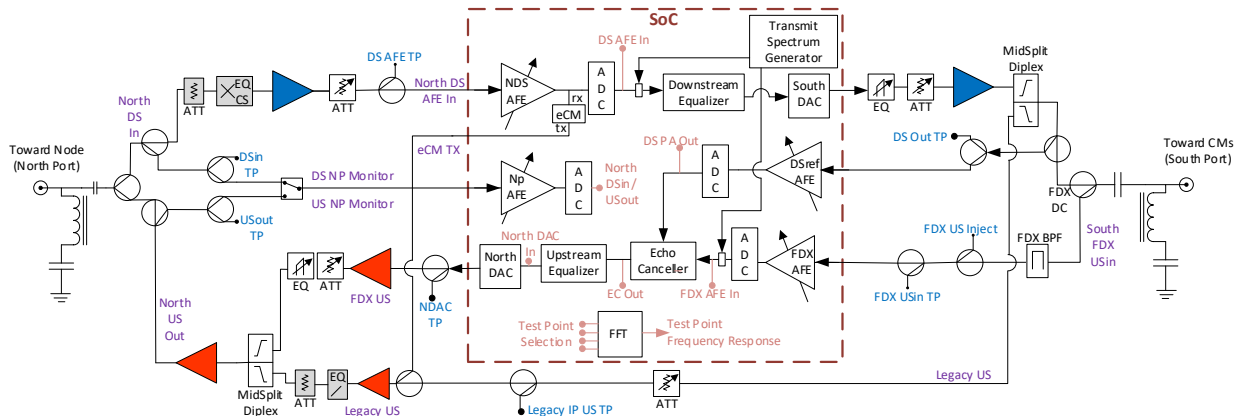 SoC
Transmit
Spectrum
Generator
MidSplit
Diplex
DS AFE TP
North DS
AFE In
NDS
AFE
rx
eCM
tx
A
D
C
DS AFE In
Downstream
Equalizer
South
DAC
EQ
ATT
EQ
CS
ATT
ATT
North
DS
In
Toward Node
(North Port)
DSin
TP
USout
TP
DS NP Monitor
US NP Monitor
eCM TX
Np
AFE
A
D
C
North
DSin/
USout
DS PA Out
A
D
C
DSref
AFE
DS Out TP
FDX
DC
Toward CMs
(South Port)
South
FDX
USin
FDX BPF
FDX US Inject
FDX USin TP
FDX
AFE
A
D
C
FDX AFE In
Echo
Canceller
EC Out
Upstream
Equalizer
North DAC
In
North
DAC
NDAC
TP
FDX US
ATT
EQ
North
US
Out
MidSplit
Diplex
ATT
EQ
Legacy US
Legacy IP US TP
ATT
Legacy US
Test Point
Selection
FFT
Test Point
Frequency Response